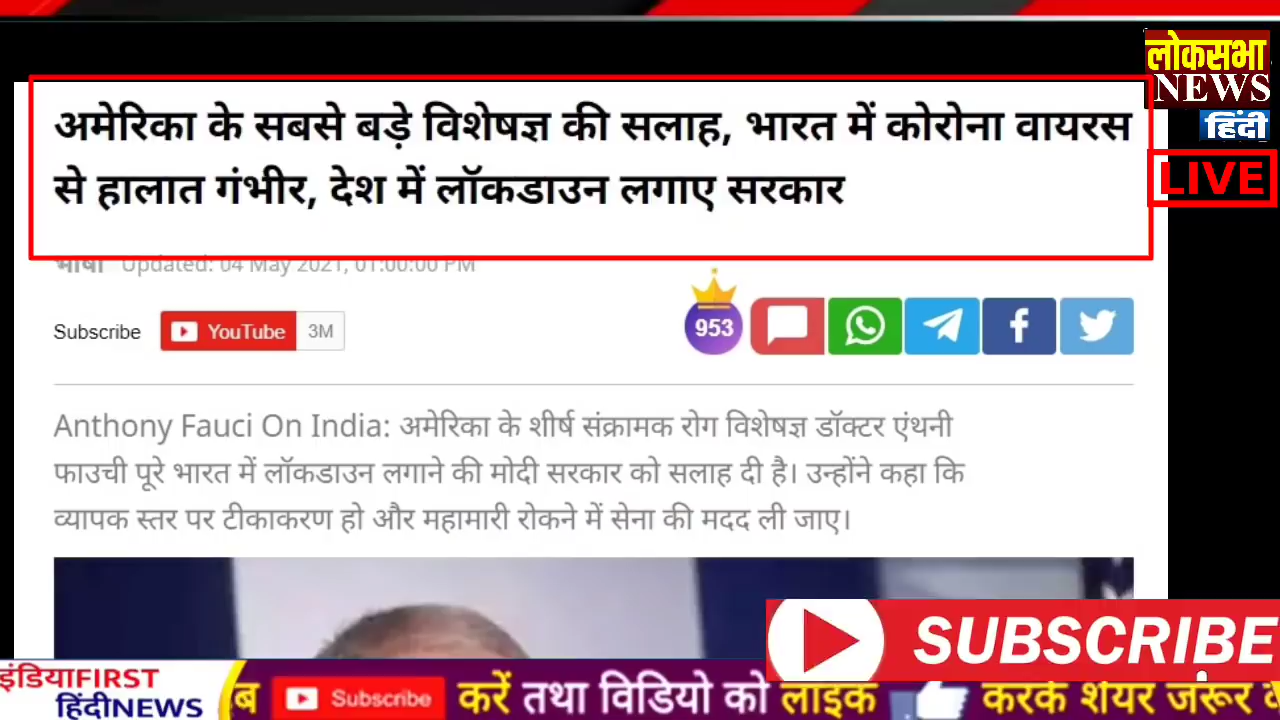 लोकसभा
NEWS
हिंदी
LIVE
अमेरिका के सबसे बड़े विशेषज्ञ की सलाह, भारत में कोरोना वायरस
से हालात गंभीर, देश में लॉकडाउन लगाए सरकार
भाषा Updated: 04 May 2021, 01:00:00 PM
Subscribe YouTube 3M 953
Anthony Fauci On India: अमेरिका के शीर्ष संक्रामक रोग विशेषज्ञ डॉक्टर एंथनी
फाउची पूरे भारत में लॉकडाउन लगाने की मोदी सरकार को सलाह दी है। उन्होंने कहा कि
व्यापक स्तर पर टीकाकरण हो और महामारी रोकने में सेना की मदद ली जाए।
SUBSCRIBE
इंडियाFIRST
हिंदीNEWS
ब Subscribe करें तथा विडियो को लाइक करके शेयर जरूर